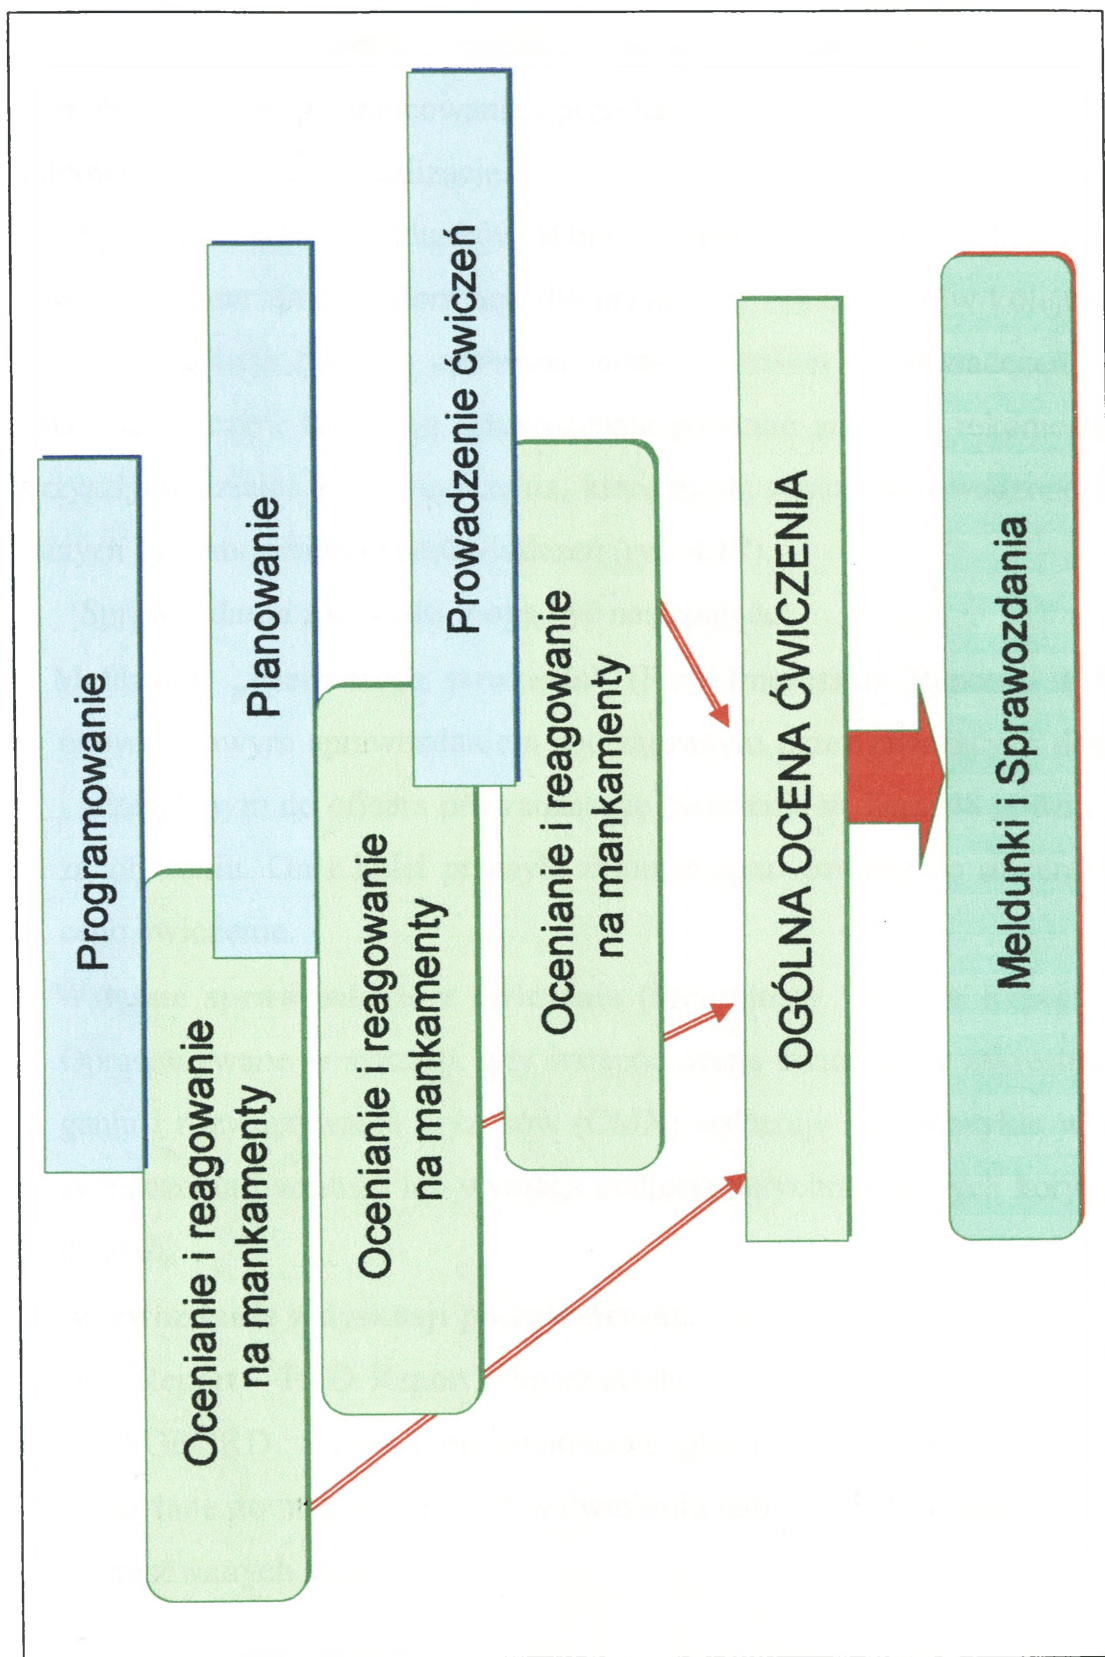 Programowanie
Ocenianie i reagowanie
na mankamenty
Planowanie
Ocenianie i reagowanie
na mankamenty
Prowadzenie ćwiczeń
Ocenianie i reagowanie
na mankamenty
OGÓLNA OCENA ĆWICZENIA
Meldunki i Sprawozdania